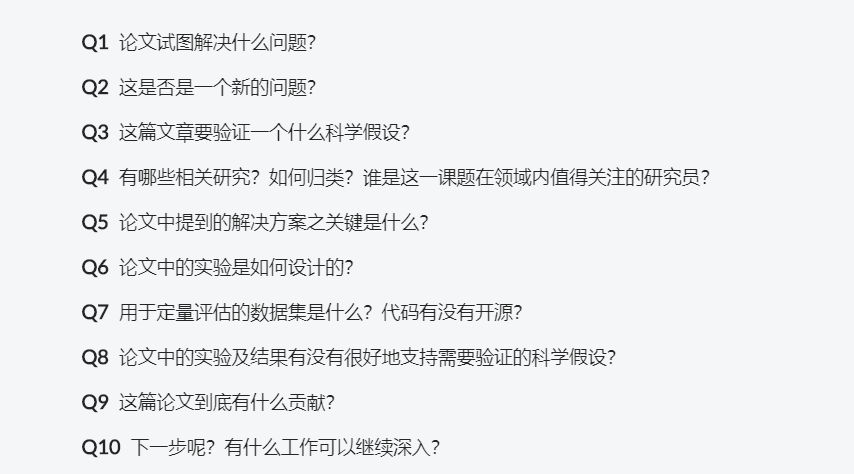 Q1 论文试图解决什么问题？
Q2 这是否是一个新的问题？
Q3 这篇文章要验证一个什么科学假设？
Q4 有哪些相关研究？如何归类？谁是这一课题在领域内值得关注的研究员？
Q5 论文中提到的解决方案之关键是什么？
Q6 论文中的实验是如何设计的？
Q7 用于定量评估的数据集是什么？代码有没有开源？
Q8 论文中的实验及结果有没有很好地支持需要验证的科学假设？
Q9 这篇论文到底有什么贡献？
Q10 下一步呢？有什么工作可以继续深入？